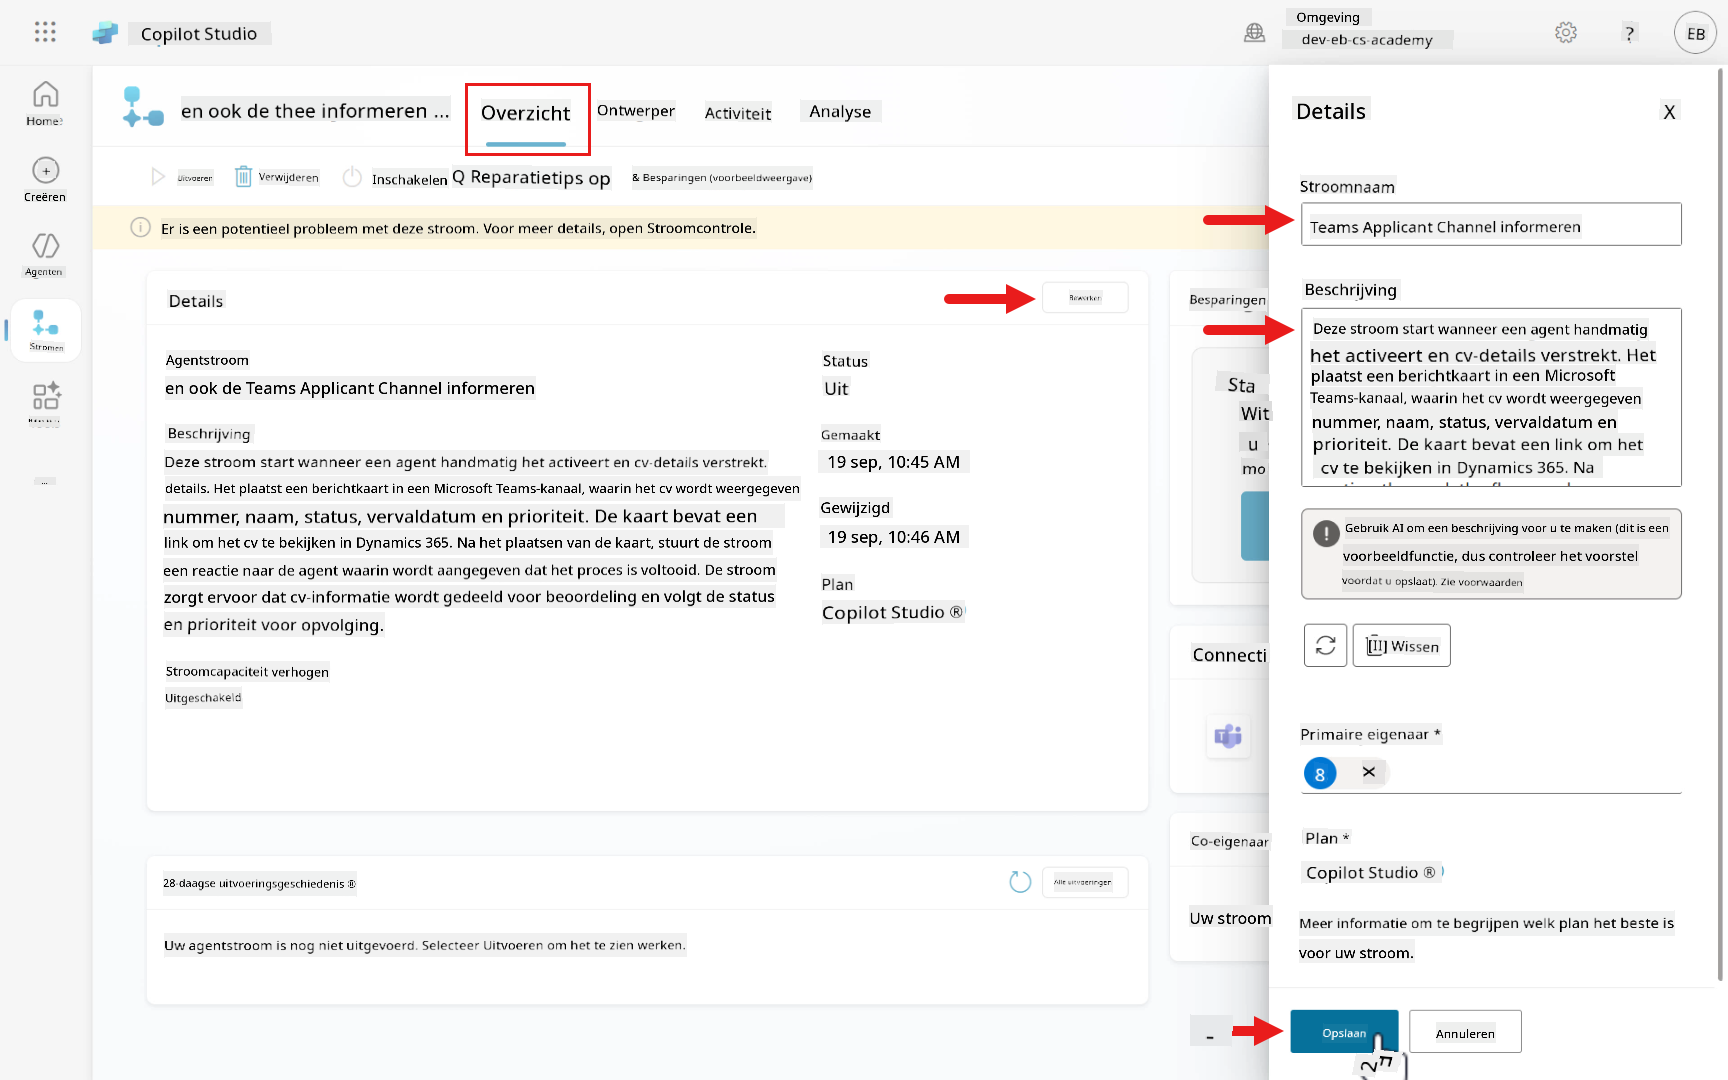 Copilot Studio
Omgeving
dev-eb-cs-academy
?
EB
Home
Creëren
Agenten
Stromen
en ook de thee informeren ...
Overzicht
Ontwerper
Activiteit
Analyse
Uitvoeren
Verwijderen
Inschakelen
Q Reparatietips op
& Besparingen (voorbeeldweergave)
Er is een potentieel probleem met deze stroom. Voor meer details, open Stroomcontrole.
Details
Bewerken
Agentstroom
en ook de Teams Applicant Channel informeren
Beschrijving
Deze stroom start wanneer een agent handmatig het activeert en cv-details verstrekt.
details. Het plaatst een berichtkaart in een Microsoft Teams-kanaal, waarin het cv wordt weergegeven
nummer, naam, status, vervaldatum en prioriteit. De kaart bevat een
link om het cv te bekijken in Dynamics 365. Na het plaatsen van de kaart, stuurt de stroom
een reactie naar de agent waarin wordt aangegeven dat het proces is voltooid. De stroom
zorgt ervoor dat cv-informatie wordt gedeeld voor beoordeling en volgt de status
en prioriteit voor opvolging.
Stroomcapaciteit verhogen
Uitgeschakeld
Status
Uit
Gemaakt
19 sep, 10:45 AM
Gewijzigd
19 sep, 10:46 AM
Plan
Copilot Studio ®
28-daagse uitvoeringsgeschiedenis ®
Alle uitvoeringen
Uw agentstroom is nog niet uitgevoerd. Selecteer Uitvoeren om het te zien werken.
Besparingen
Sta
Wit
u
mo
Connecti
Co-eigenaar
Uw stroom
Details
X
Stroomnaam
Teams Applicant Channel informeren
Beschrijving
Deze stroom start wanneer een agent handmatig
het activeert en cv-details verstrekt. Het
plaatst een berichtkaart in een Microsoft
Teams-kanaal, waarin het cv wordt weergegeven
nummer, naam, status, vervaldatum en
prioriteit. De kaart bevat een link om het
cv te bekijken in Dynamics 365. Na
Gebruik AI om een beschrijving voor u te maken (dit is een
voorbeeldfunctie, dus controleer het voorstel
voordat u opslaat). Zie voorwaarden
Wissen
Primaire eigenaar *
8
Plan *
Copilot Studio ®
Meer informatie om te begrijpen welk plan het beste is
voor uw stroom.
Opslaan
Annuleren